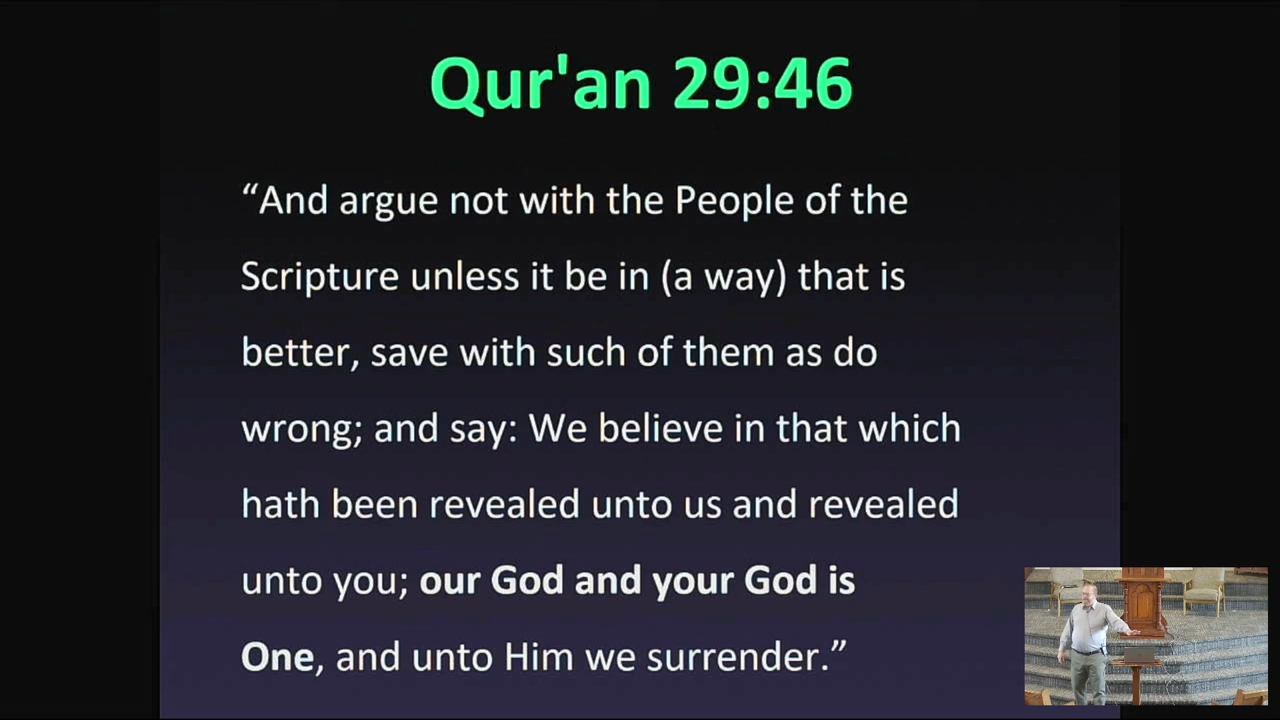 Qur'an 29:46
“And argue not with the People of the
Scripture unless it be in (a way) that is
better, save with such of them as do
wrong; and say: We believe in that which
hath been revealed unto us and revealed
unto you; our God and your God is
One, and unto Him we surrender.”